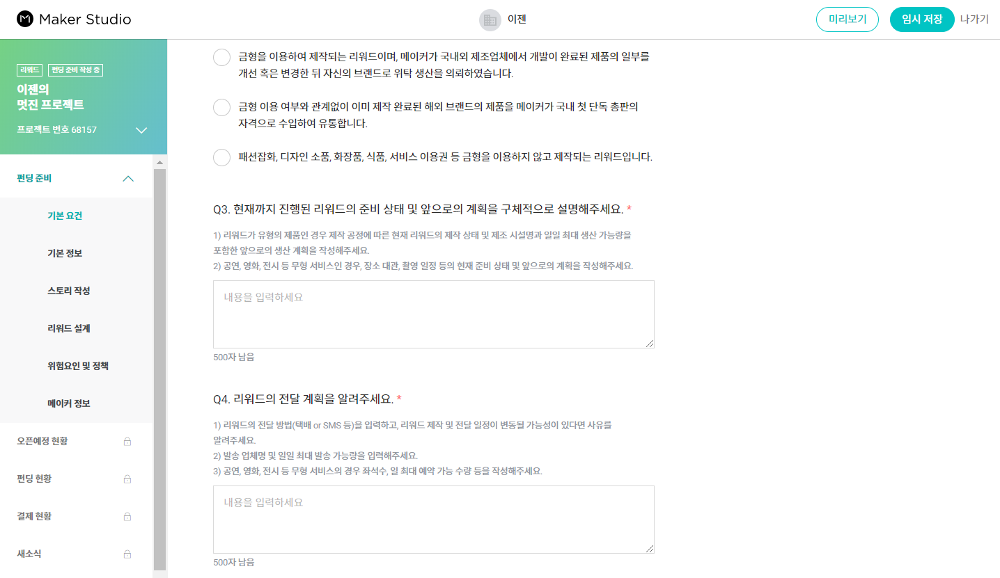 Maker Studio
이젠
미리보기
임시 저장
나가기
리워드
펀딩 준비 작성 중
이젠의
멋진 프로젝트
프로젝트 번호 68157
펀딩 준비
기본 요건
기본 정보
스토리 작성
리워드 설계
위험요인 및 정책
메이커 정보
오픈예정 현황
펀딩 현황
결제 현황
새소식
금형을 이용하여 제작되는 리워드이며, 메이커가 국내외 제조업체에서 개발이 완료된 제품의 일부를
개선 혹은 변경한 뒤 자신의 브랜드로 위탁 생산을 의뢰하였습니다.
금형 이용 여부와 관계없이 이미 제작 완료된 해외 브랜드의 제품을 메이커가 국내 첫 단독 총판의
자격으로 수입하여 유통합니다.
패션잡화, 디자인 소품, 화장품, 식품, 서비스 이용권 등 금형을 이용하지 않고 제작되는 리워드입니다.
Q3. 현재까지 진행된 리워드의 준비 상태 및 앞으로의 계획을 구체적으로 설명해주세요. *
1) 리워드가 유형의 제품인 경우 제작 공정에 따른 현재 리워드의 제작 상태 및 제조 시설명과 일일 최대 생산 가능량을
포함한 앞으로의 생산 계획을 작성해주세요.
2) 공연, 영화, 전시 등 무형 서비스인 경우, 장소 대관, 촬영 일정 등의 현재 준비 상태 및 앞으로의 계획을 작성해주세요.
내용을 입력하세요
500자 남음
Q4. 리워드의 전달 계획을 알려주세요. *
1) 리워드의 전달 방법(택배 or SMS 등)을 입력하고, 리워드 제작 및 전달 일정이 변동될 가능성이 있다면 사유를
알려주세요.
2) 발송 업체명 및 일일 최대 발송 가능량을 입력해주세요.
3) 공연, 영화, 전시 등 무형 서비스의 경우 좌석수, 일 최대 예약 가능 수량 등을 작성해주세요.
내용을 입력하세요
500자 남음